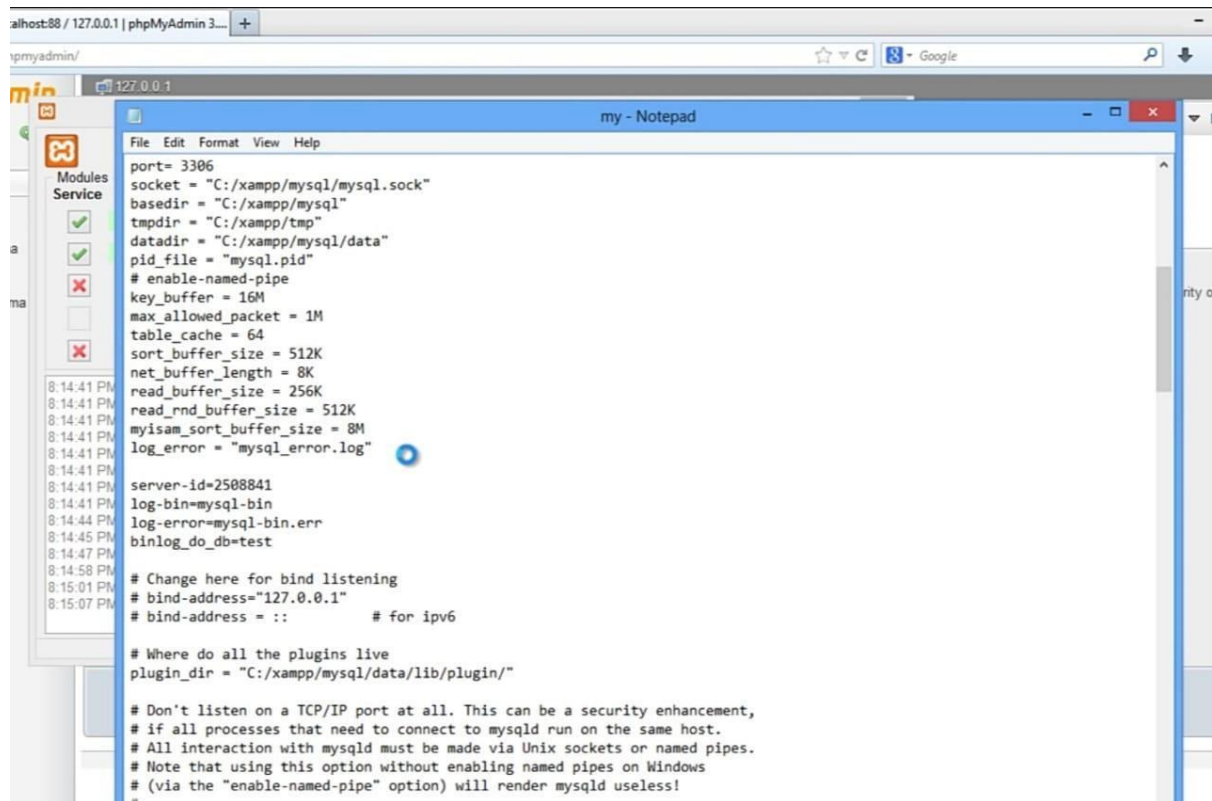 alhost:88 / 127.0.0.1 | phpMyAdmin 3.... +
Google
127.0.0.1
my - Notepad
File Edit Format View Help
Modules
Service
8:14:41 PM
8:14:41 PM
8:14:41 PM
8:14:41 PM
8:14:41 PM
8:14:41 PM
8:14:41 PM
8:14:41 PM
8:14:44 PM
8:14:45 PM
8:14:47 PM
8:14:58 PM
8:15:01 PM
8:15:07 PM
port= 3306
socket = "C:/xampp/mysql/mysql.sock"
basedir = "C:/xampp/mysql"
tmpdir = "C:/xampp/tmp"
datadir = "C:/xampp/mysql/data"
pid_file = "mysql.pid"
# enable-named-pipe
key_buffer = 16M
max_allowed_packet = 1M
table_cache = 64
sort_buffer_size = 512K
net_buffer_length = 8K
read_buffer_size = 256K
read_rnd_buffer_size = 512K
myisam_sort_buffer_size = 8M
log_error = "mysql_error.log"
server-id=2508841
log-bin=mysql-bin
log-error=mysql-bin.err
binlog_do_db=test
# Change here for bind listening
# bind-address="127.0.0.1"
# bind-address = :: # for ipv6
# Where do all the plugins live
plugin_dir = "C:/xampp/mysql/data/lib/plugin/"
# Don't listen on a TCP/IP port at all. This can be a security enhancement,
# if all processes that need to connect to mysqld run on the same host.
# All interaction with mysqld must be made via Unix sockets or named pipes.
# Note that using this option without enabling named pipes on Windows
# (via the "enable-named-pipe" option) will render mysqld useless!